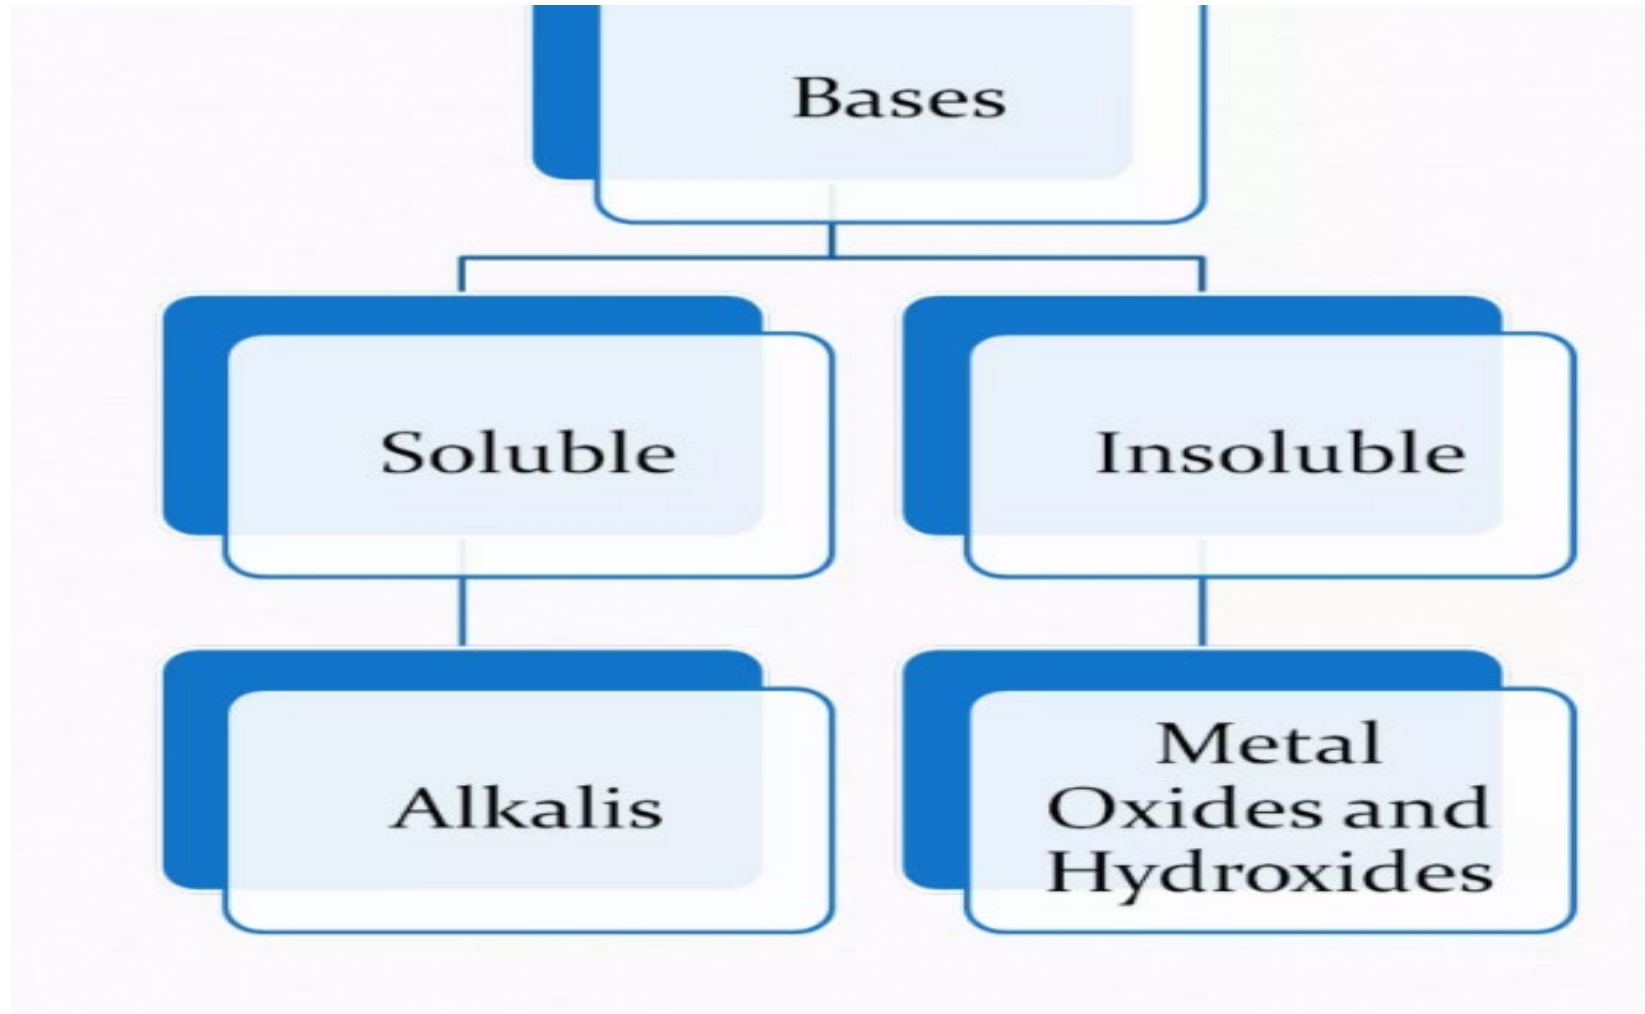 Bases
Soluble
Insoluble
Alkalis
Metal
Oxides and
Hydroxides